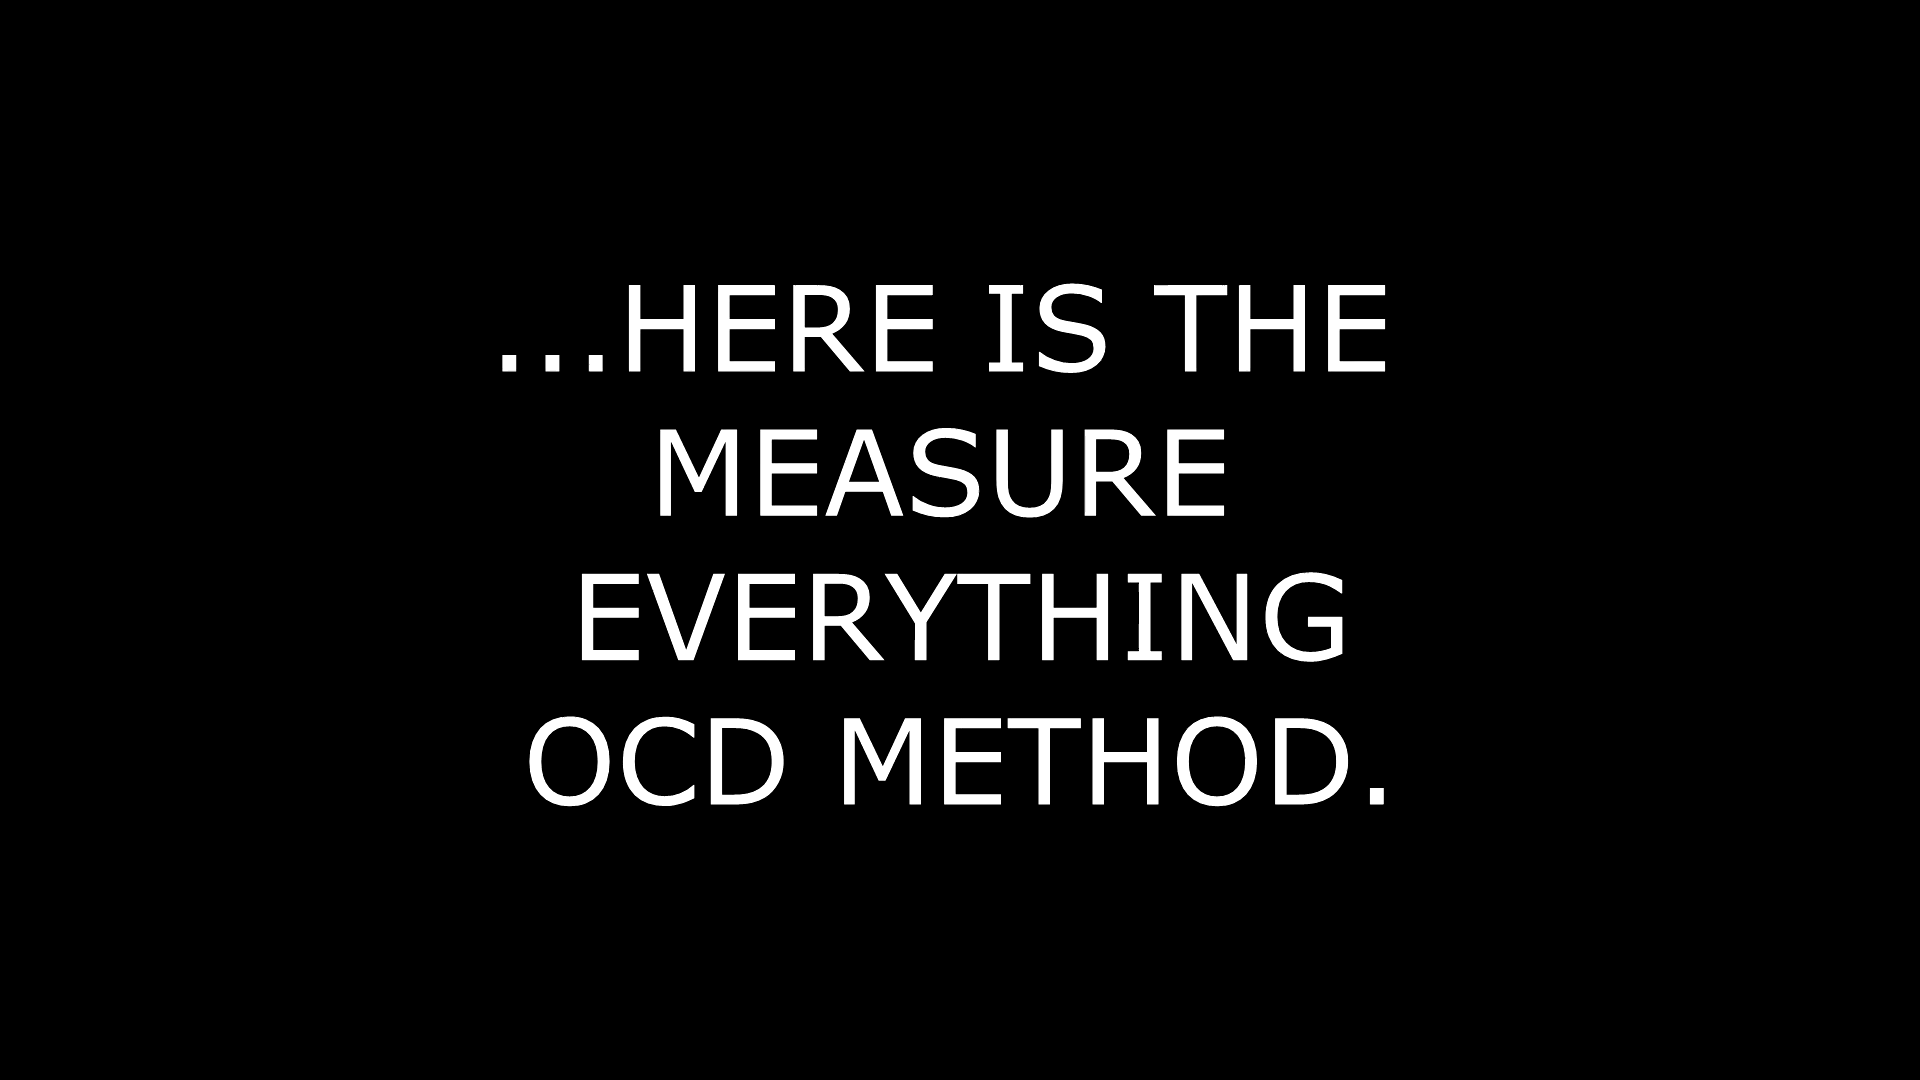 ...HERE IS THE
MEASURE
EVERYTHING
OCD METHOD.